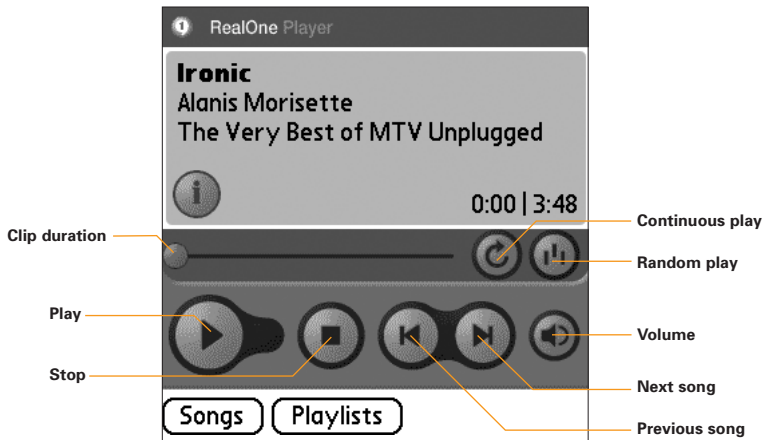 RealOne Player
Ironic
Alanis Morisette
The Very Best of MTV Unplugged
i
0:00 | 3:48
Clip duration
Continuous play
Random play
Play
Volume
Stop
Next song
Songs
Playlists
Previous song